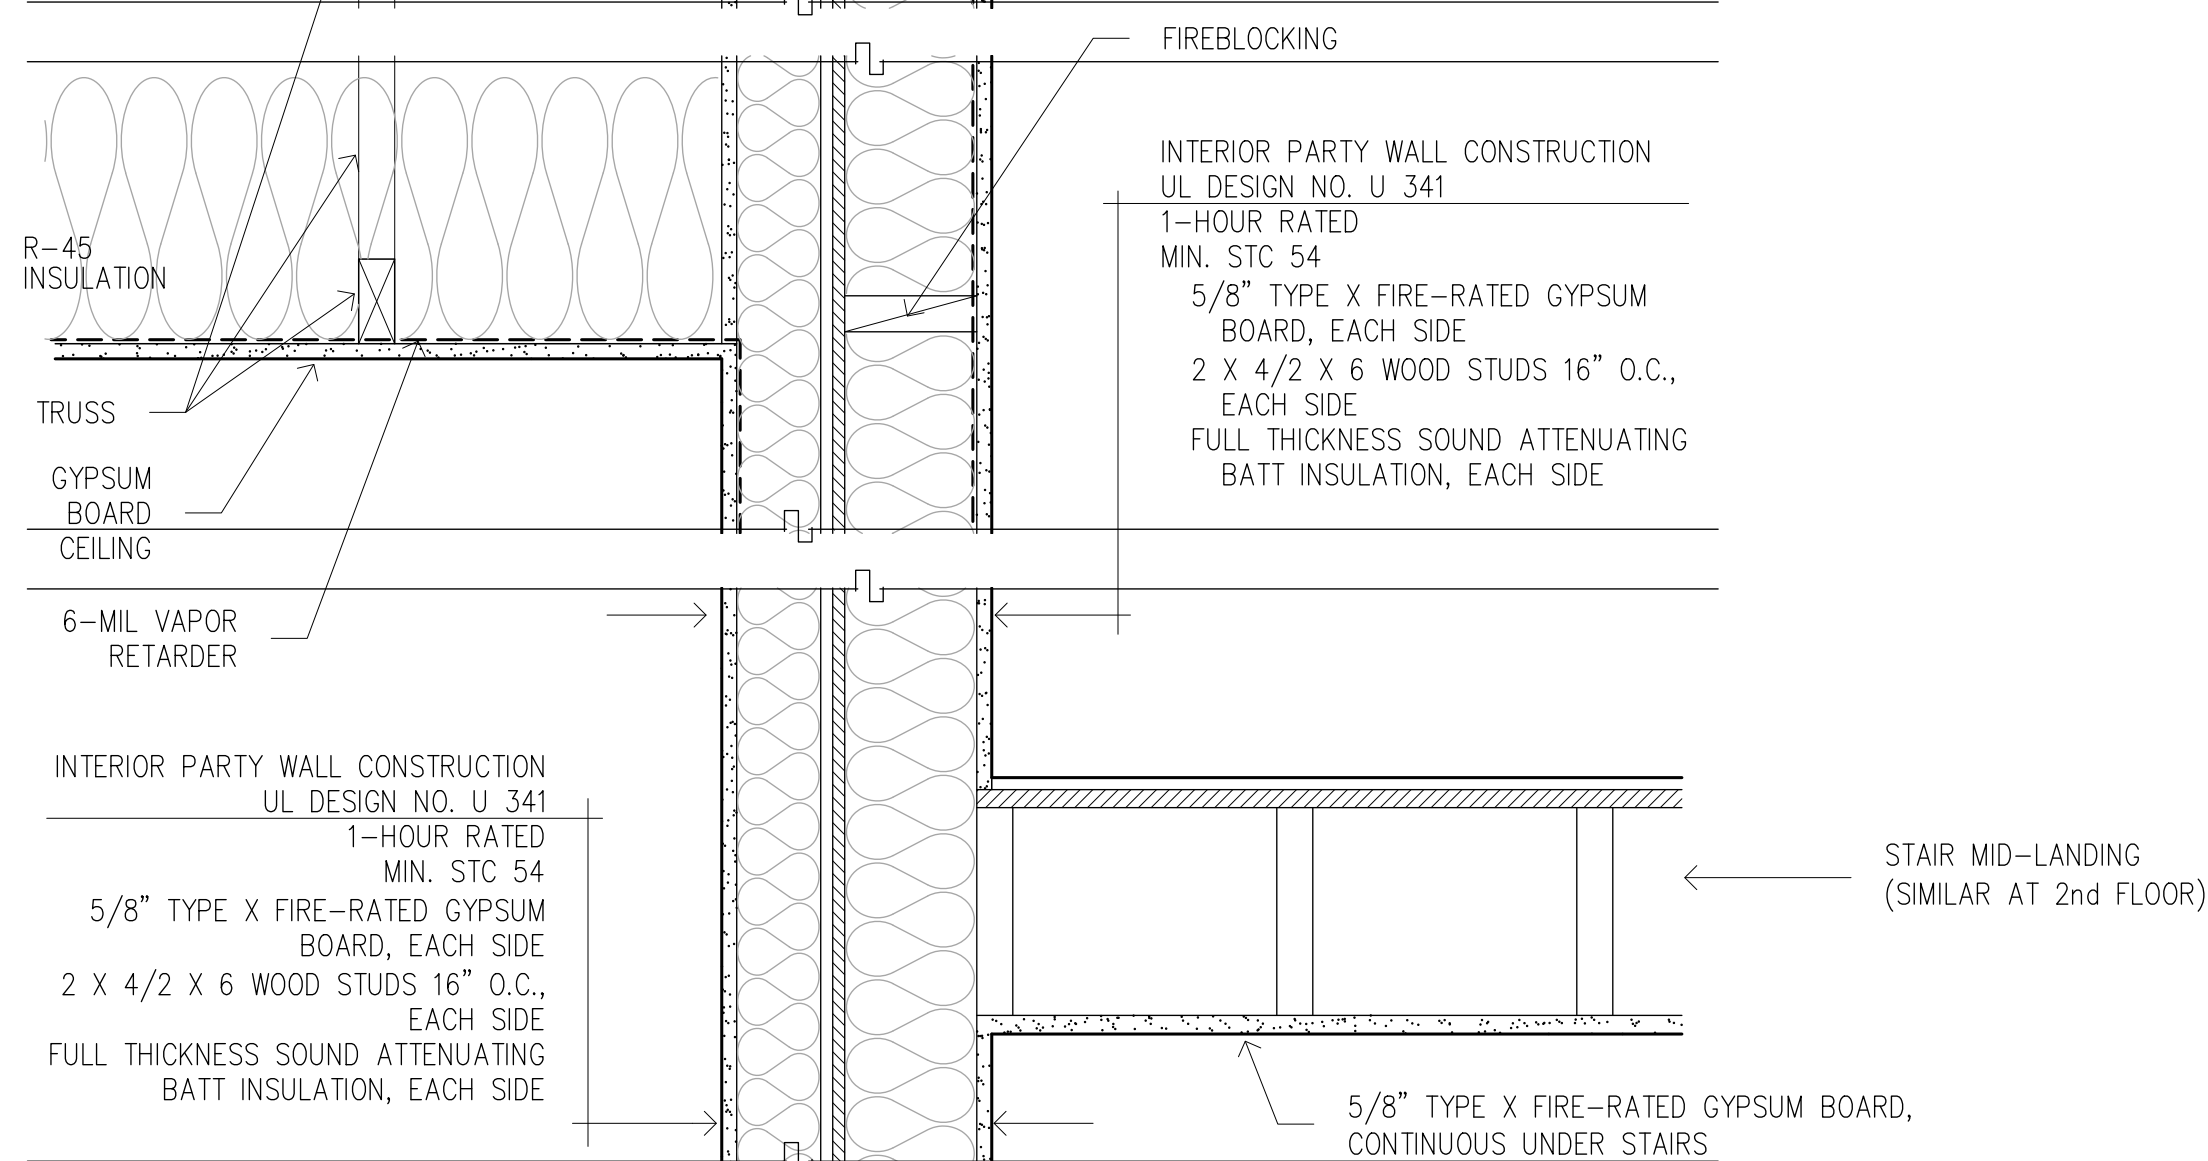 FIREBLOCKING
INTERIOR PARTY WALL CONSTRUCTION
UL DESIGN NO. U 341
1-HOUR RATED
MIN. STC 54
5/8" TYPE X FIRE-RATED GYPSUM
BOARD, EACH SIDE
2 X 4/2 X 6 WOOD STUDS 16" O.C.,
EACH SIDE
FULL THICKNESS SOUND ATTENUATING
BATT INSULATION, EACH SIDE
R-45
INSULATION
TRUSS
GYPSUM
BOARD
CEILING
6-MIL VAPOR
RETARDER
INTERIOR PARTY WALL CONSTRUCTION
UL DESIGN NO. U 341
1-HOUR RATED
MIN. STC 54
5/8" TYPE X FIRE-RATED GYPSUM
BOARD, EACH SIDE
2 X 4/2 X 6 WOOD STUDS 16" O.C.,
EACH SIDE
FULL THICKNESS SOUND ATTENUATING
BATT INSULATION, EACH SIDE
STAIR MID-LANDING
(SIMILAR AT 2nd FLOOR)
5/8" TYPE X FIRE-RATED GYPSUM BOARD,
CONTINUOUS UNDER STAIRS